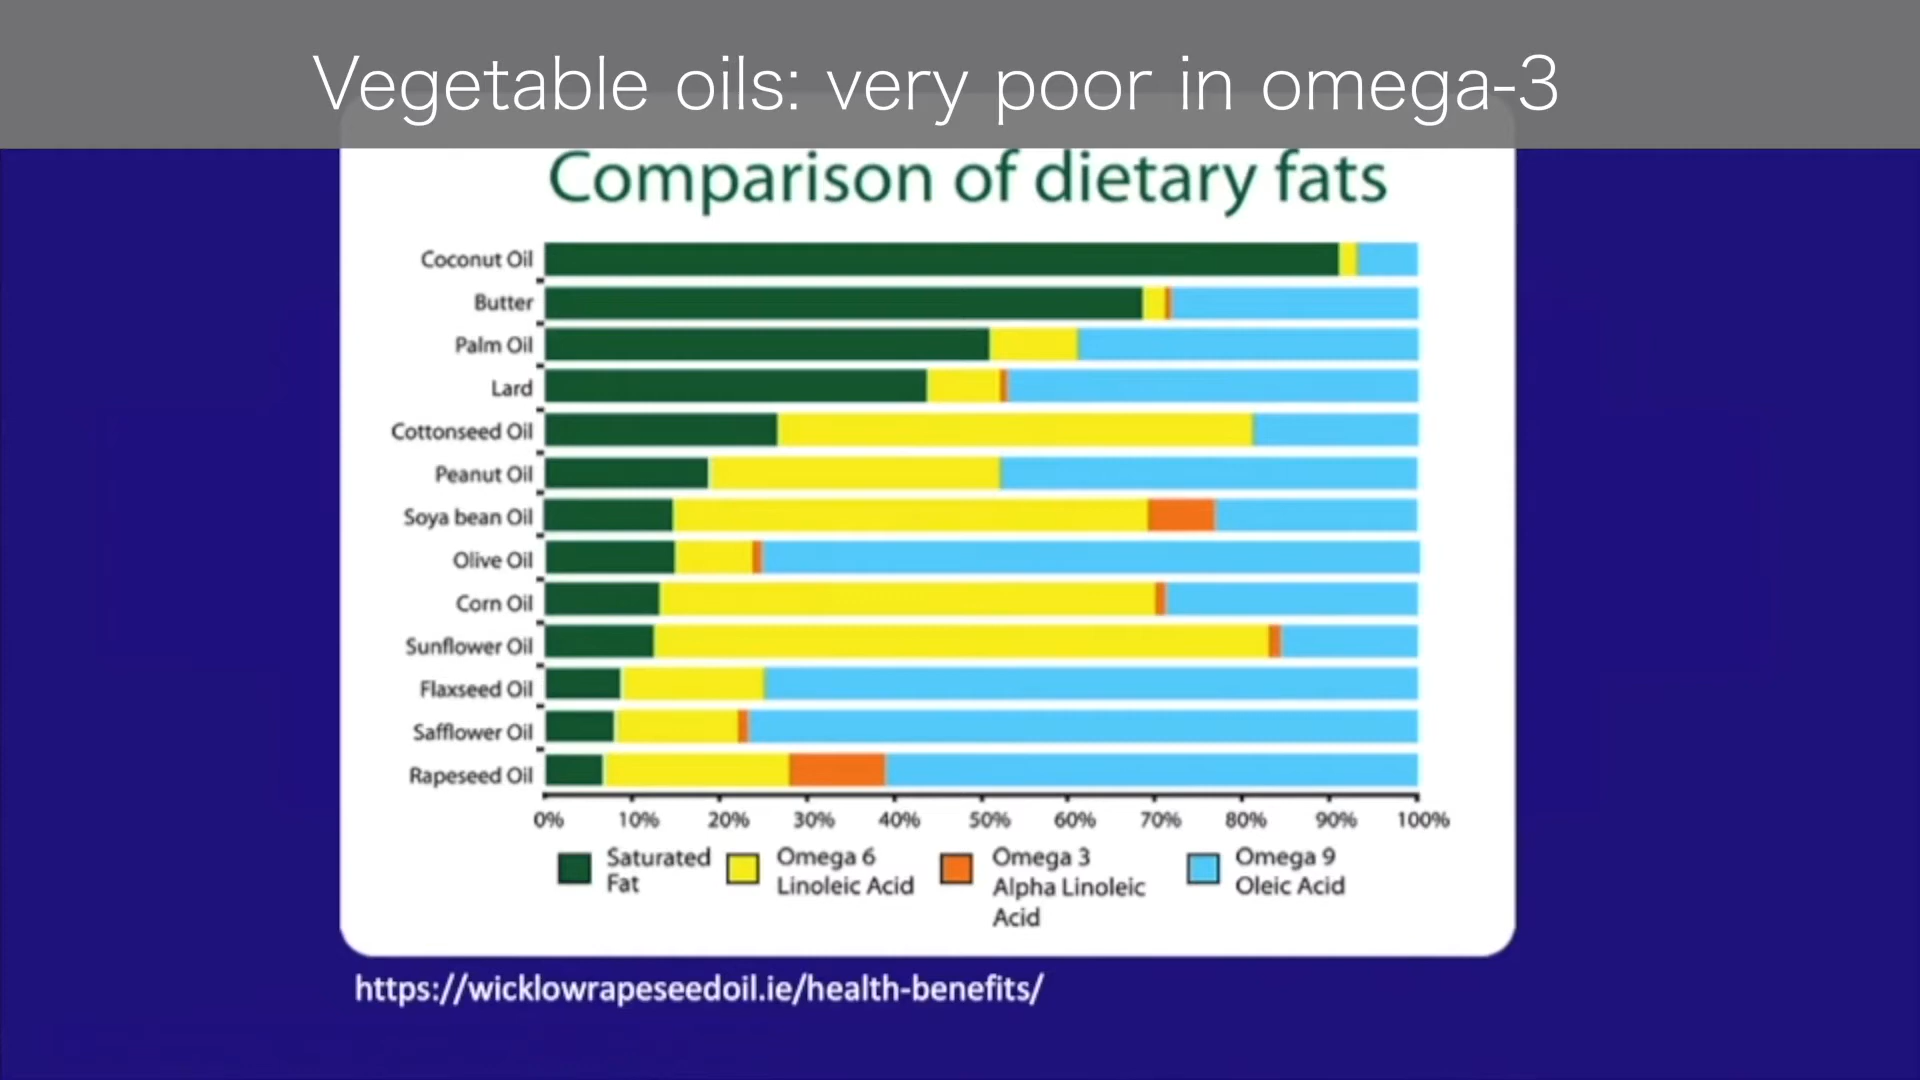 Vegetable oils: very poor in omega-3
Comparison of dietary fats
Coconut Oil
Butter
Palm Oil
Lard
Cottonseed Oil
Peanut Oil
Soya bean Oil
Olive Oil
Corn Oil
Sunflower Oil
Flaxseed Oil
Safflower Oil
Rapeseed Oil
0% 10% 20% 30% 40% 50% 60% 70% 80% 90% 100%
Saturated
Fat
Omega 6
Linoleic Acid
Omega 3
Alpha Linoleic
Acid
Omega 9
Oleic Acid
https://wicklowrapeseedoil.ie/health-benefits/